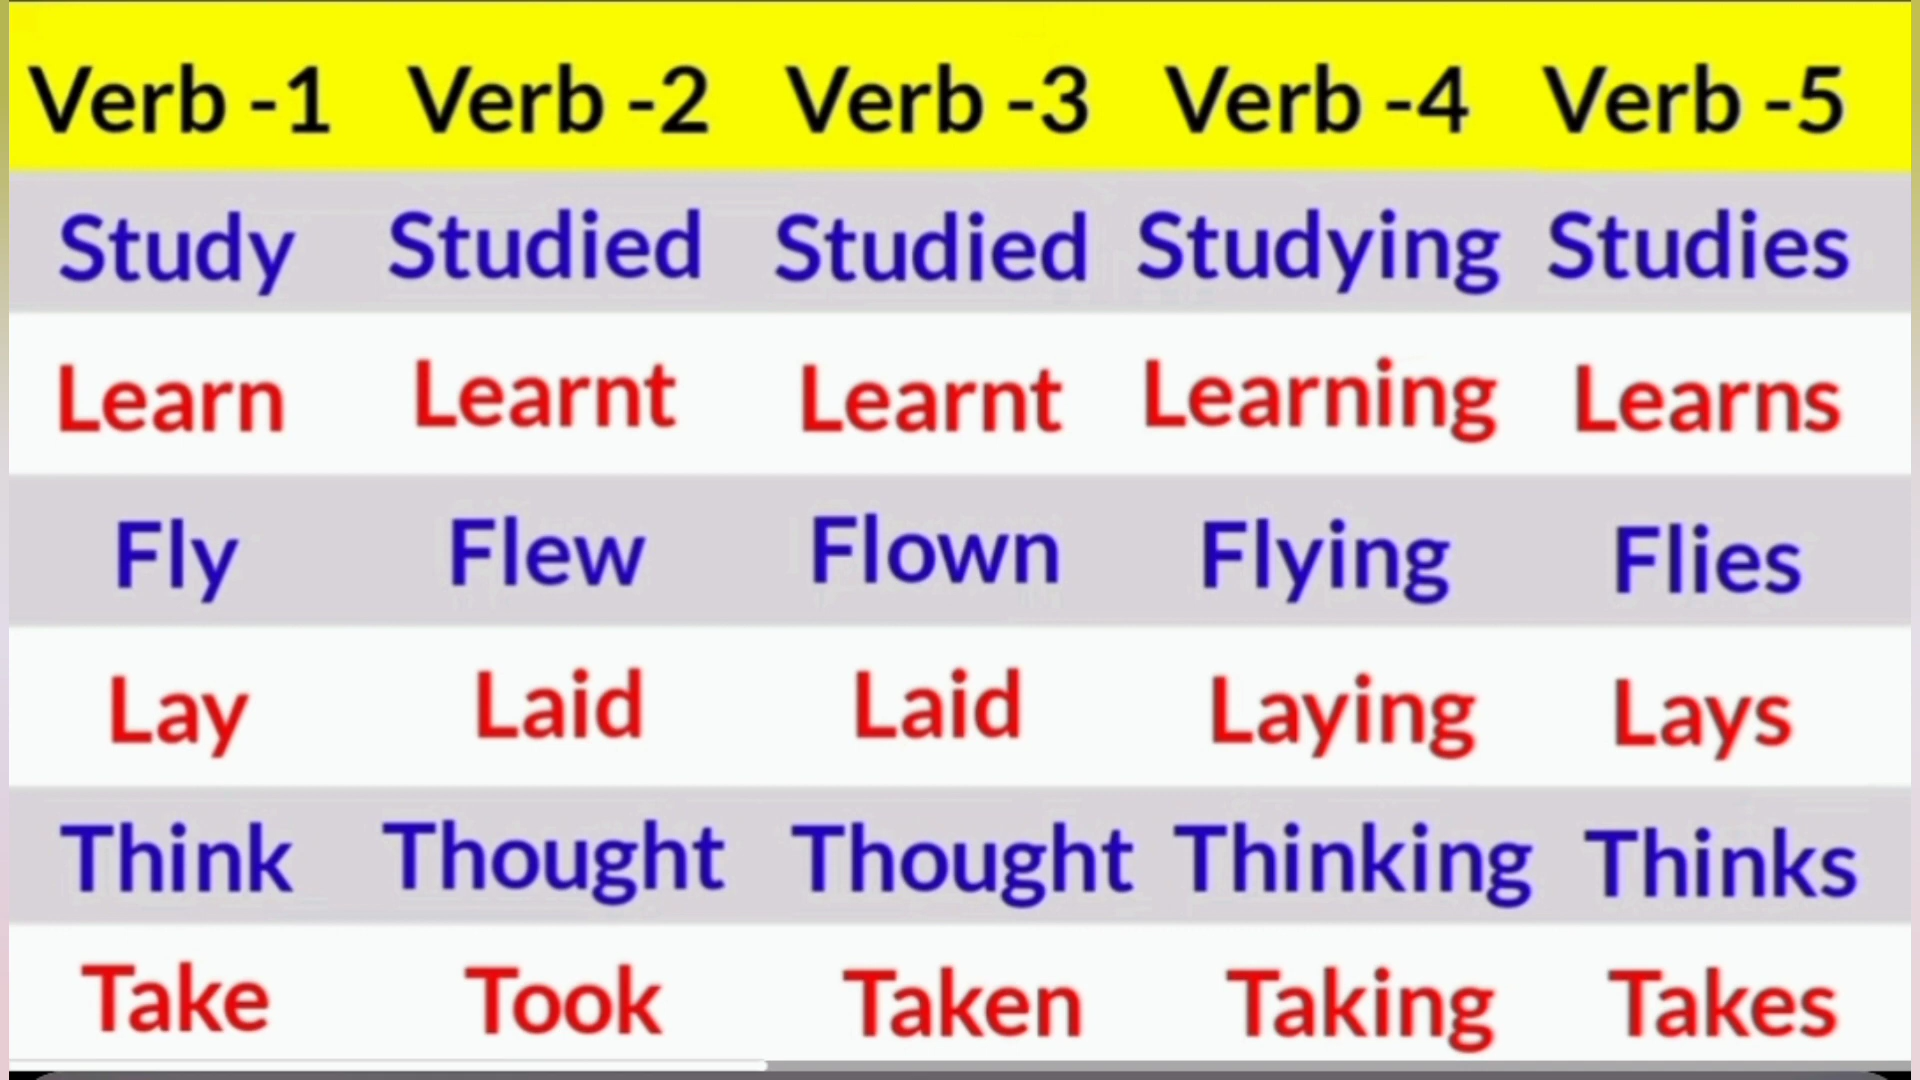 Verb -1 Verb -2 Verb -3 Verb -4 Verb -5
Study Studied Studied Studying Studies
Learn Learnt Learnt Learning Learns
Fly Flew Flown Flying Flies
Lay Laid Laid Laying Lays
Think Thought Thought Thinking Thinks
Take Took Taken Taking Takes